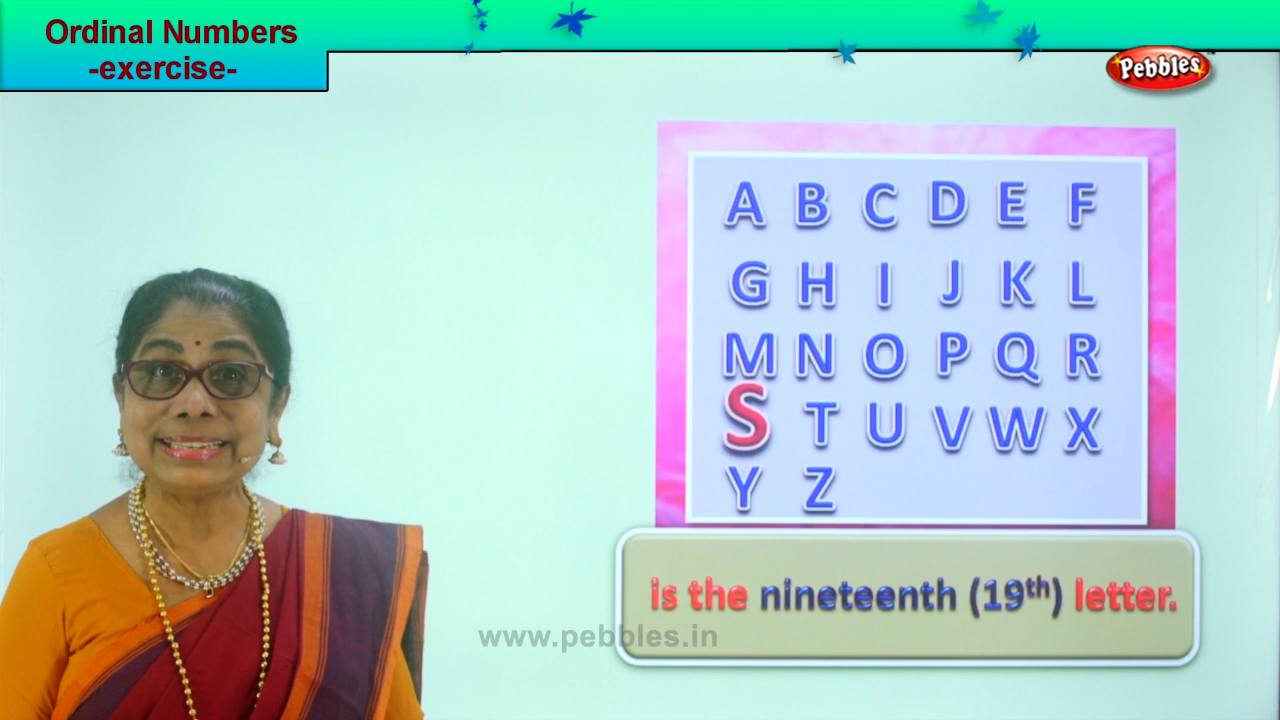 Ordinal Numbers
-exercise-
Pebbles
A B C D E F
G H I J K L
M N O P Q R
S T U V W X
Y Z
is the nineteenth (19th) letter.
www.pebbles.in